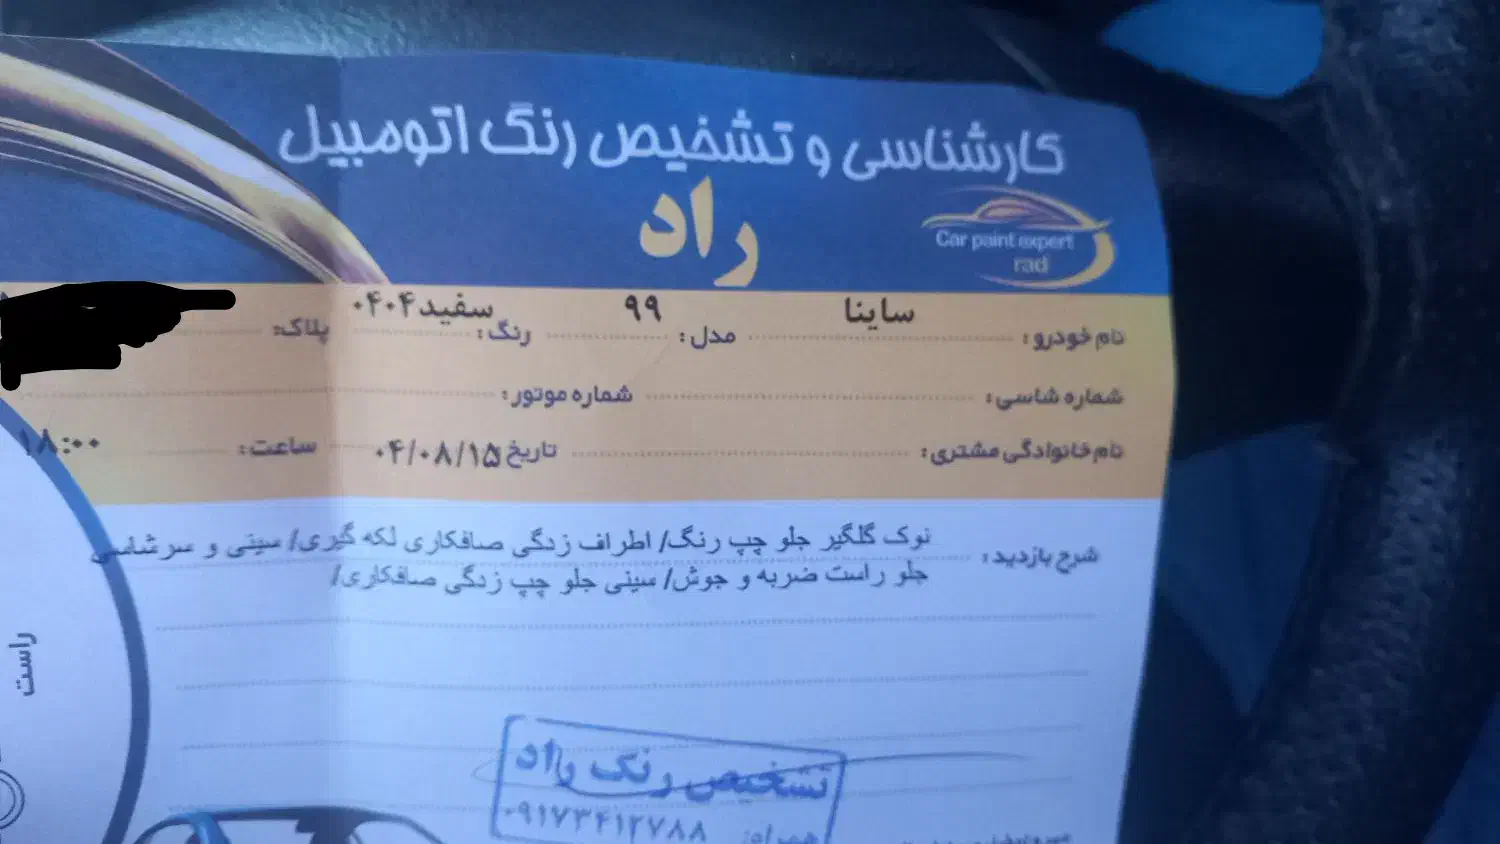 کارشناسی و تشخیص رنگ اتومبیل
راد
Car paint expert
rad
نام خودرو: ساینا مدل: ۹۹ رنگ: سفید۰۴۰۴ پلاک:
شماره شاسی: شماره موتور:
نام خانوادگی مشتری: تاریخ ۰۴/۰۸/۱۵ ساعت: ۱۸:۰۰
شرح بازدید: نوک گلگیر جلو چپ رنگ/ اطراف زدگی صافکاری لکه گیری/ سینی و سرشاسی
جلو راست ضربه و جوش/ سینی جلو چپ زدگی صافکاری/
راست
تشخیص رنگ راد
همراه: ۰۹۱۷۳۴۱۲۷۸۸